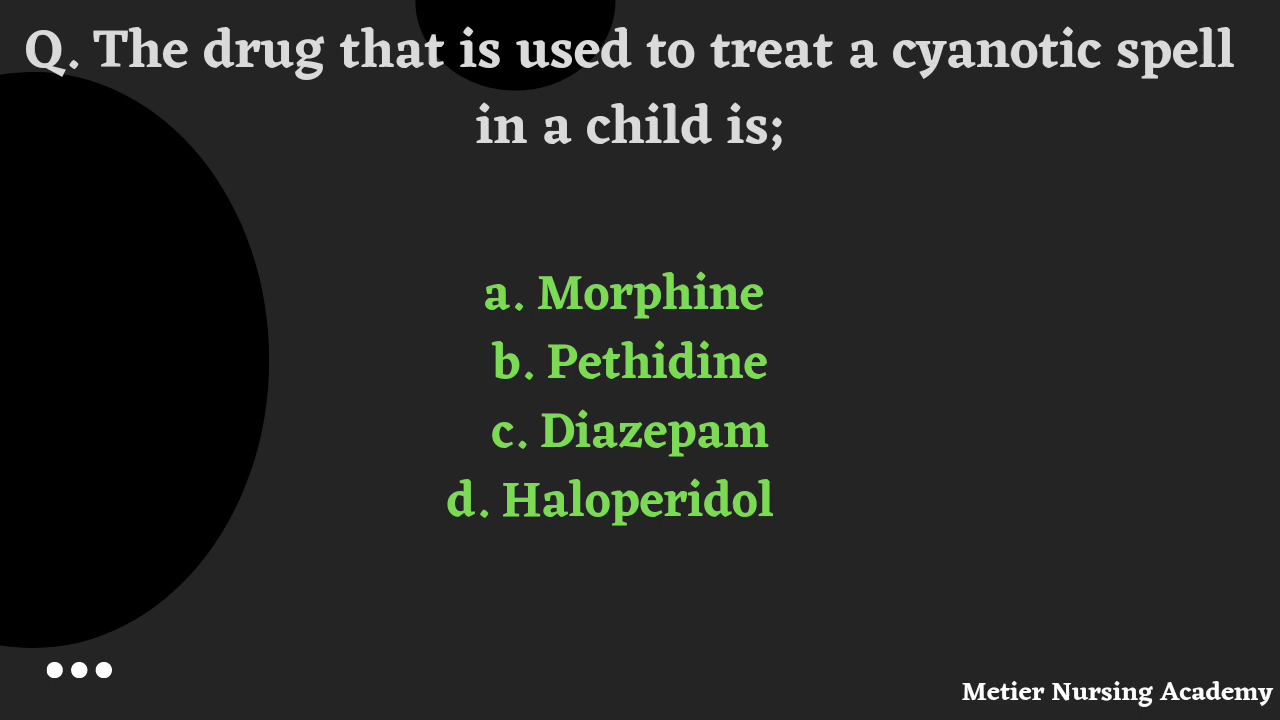 Q. The drug that is used to treat a cyanotic spell
in a child is;
a. Morphine
b. Pethidine
c. Diazepam
d. Haloperidol
Metier Nursing Academy